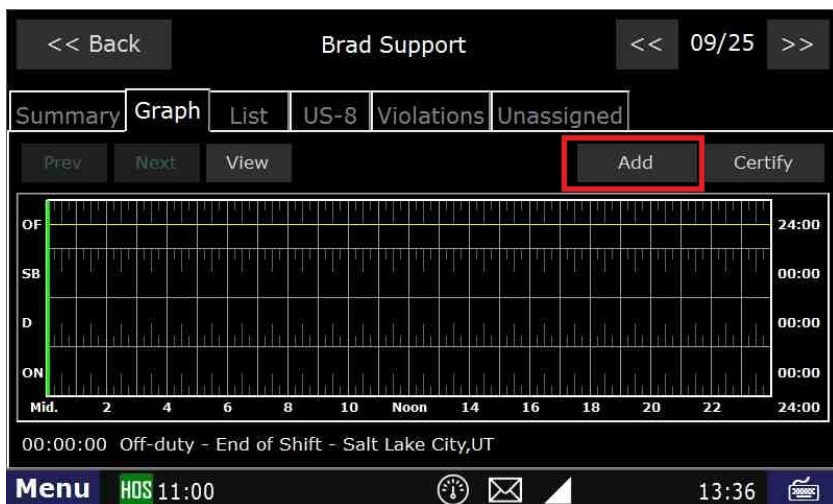 << Back Brad Support << 09/25 >>
Summary Graph List US-8 Violations Unassigned
Prev Next View Add Certify
OF 24:00
SB 00:00
D 00:00
ON 00:00
Mid. 2 4 6 8 10 Noon 14 16 18 20 22 24:00
00:00:00 Off-duty - End of Shift - Salt Lake City,UT
Menu HOS 11:00 13:36